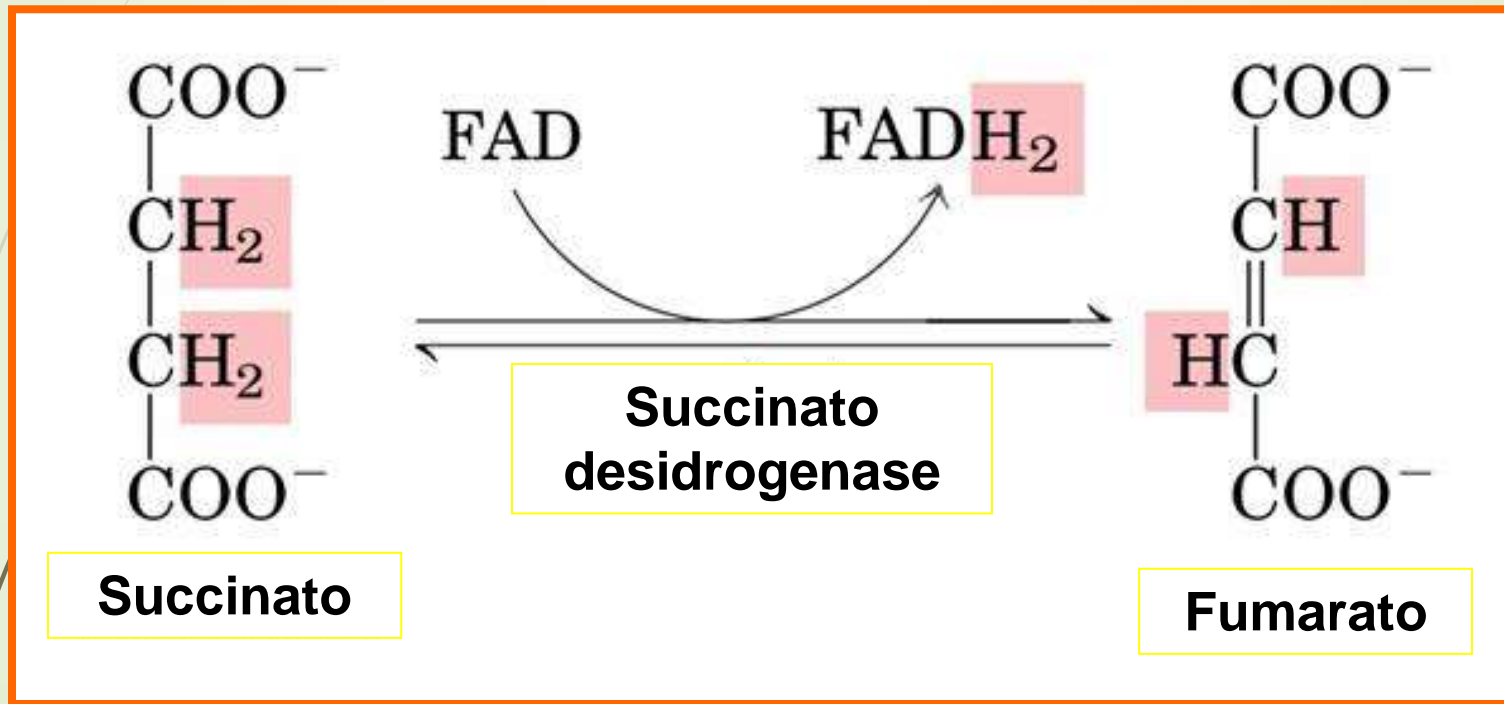 COO⁻
CH₂
CH₂
COO⁻
Succinato
FAD
FADH₂
Succinato
desidrogenase
COO⁻
CH
HC
COO⁻
Fumarato